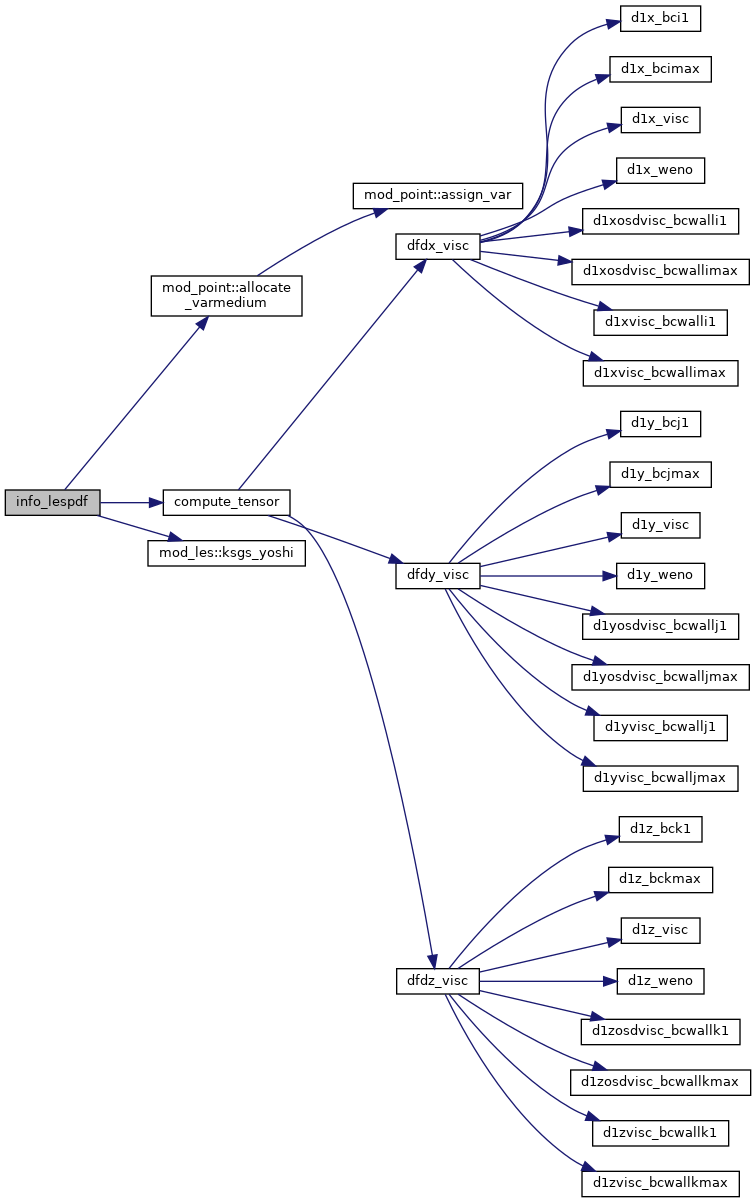 info_lespdf
mod_point::allocate
_varmedium
compute_tensor
mod_les::ksgs_yoshi
mod_point::assign_var
dfdx_visc
dfdy_visc
dfdz_visc
d1x_bci1
d1x_bcimax
d1x_visc
d1x_weno
d1xosdvisc_bcwalli1
d1xosdvisc_bcwallimax
d1xvisc_bcwalli1
d1xvisc_bcwallimax
d1y_bcj1
d1y_bcjmax
d1y_visc
d1y_weno
d1yosdvisc_bcwallj1
d1yosdvisc_bcwalljmax
d1yvisc_bcwallj1
d1yvisc_bcwalljmax
d1z_bck1
d1z_bckmax
d1z_visc
d1z_weno
d1zosdvisc_bcwallk1
d1zosdvisc_bcwallkmax
d1zvisc_bcwallk1
d1zvisc_bcwallkmax